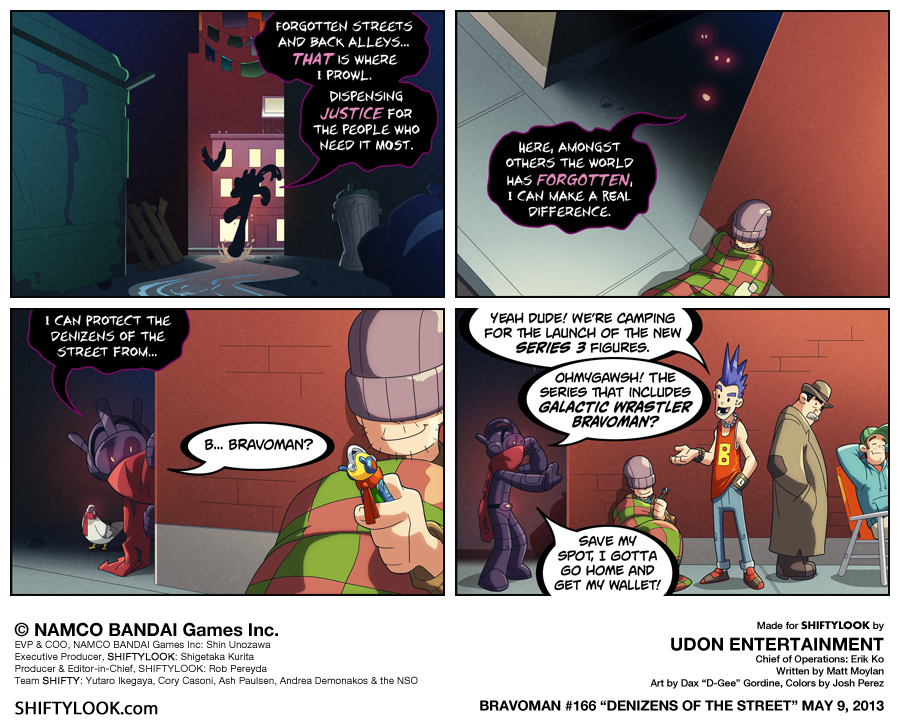 FORGOTTEN STREETS
AND BACK ALLEYS...
THAT IS WHERE
I PROWL.
DISPENSING
JUSTICE FOR
THE PEOPLE WHO
NEED IT MOST.
HERE, AMONGST
OTHERS THE WORLD
HAS FORGOTTEN,
I CAN MAKE A REAL
DIFFERENCE.
I CAN PROTECT THE
DENIZENS OF THE
STREET FROM...
B... BRAVOMAN?
YEAH DUDE! WE'RE CAMPING
FOR THE LAUNCH OF THE NEW
SERIES 3 FIGURES.
OHMYGAWSH! THE
SERIES THAT INCLUDES
GALACTIC WRASTLER
BRAVOMAN?
B
SAVE MY
SPOT, I GOTTA
GO HOME AND
GET MY WALLET!
© NAMCO BANDAI Games Inc.
EVP & COO, NAMCO BANDAI Games Inc: Shin Unozawa
Executive Producer, SHIFTYLOOK: Shigetaka Kurita
Producer & Editor-in-Chief, SHIFTYLOOK: Rob Pereyda
Team SHIFTY: Yutaro Ikegaya, Cory Casoni, Ash Paulsen, Andrea Demonakos & the NSO
SHIFTYLOOK.com
Made for SHIFTYLOOK by
UDON ENTERTAINMENT
Chief of Operations: Erik Ko
Written by Matt Moylan
Art by Dax "D-Gee" Gordine, Colors by Josh Perez
BRAVOMAN #166 "DENIZENS OF THE STREET" MAY 9, 2013